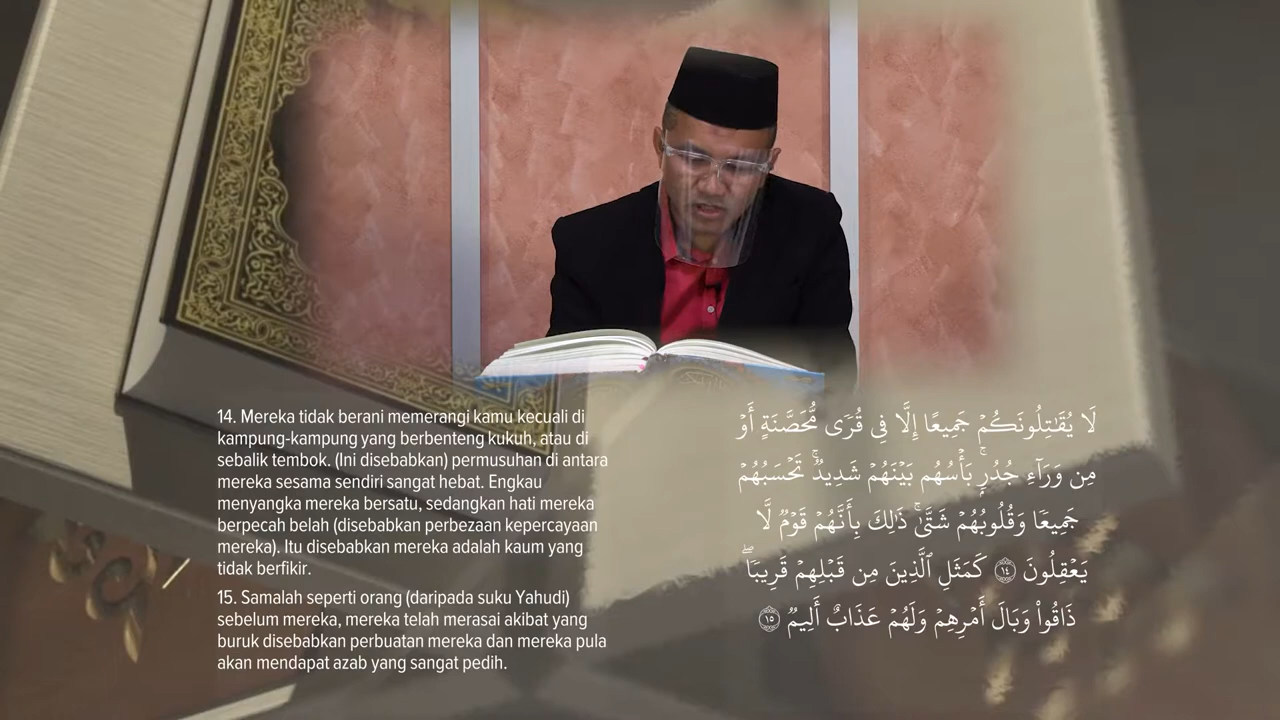 14. Mereka tidak berani memerangi kamu kecuali di
kampung-kampung yang berbenteng kukuh, atau di
sebalik tembok. (Ini disebabkan) permusuhan di antara
mereka sesama sendiri sangat hebat. Engkau
menyangka mereka bersatu, sedangkan hati mereka
berpecah belah (disebabkan perbezaan kepercayaan
mereka). Itu disebabkan mereka adalah kaum yang
tidak berfikir.
15. Samalah seperti orang (daripada suku Yahudi)
sebelum mereka, mereka telah merasai akibat yang
buruk disebabkan perbuatan mereka dan mereka pula
akan mendapat azab yang sangat pedih.
لَا يُقَٰتِلُونَكُمۡ جَمِيعًا إِلَّا فِي قُرٗى مُّحَصَّنَةٍ أَوۡ
مِن وَرَآءِ جُدُرِۭۚ بَأۡسُهُم بَيۡنَهُمۡ شَدِيدٞۚ تَحۡسَبُهُمۡ
جَمِيعٗا وَقُلُوبُهُمۡ شَتَّىٰۚ ذَٰلِكَ بِأَنَّهُمۡ قَوۡمٞ لَّا
يَعۡقِلُونَ ١٤ كَمَثَلِ ٱلَّذِينَ مِن قَبۡلِهِمۡ قَرِيبٗاۖ
ذَاقُواْ وَبَالَ أَمۡرِهِمۡ وَلَهُمۡ عَذَابٌ أَلِيمٞ ١٥